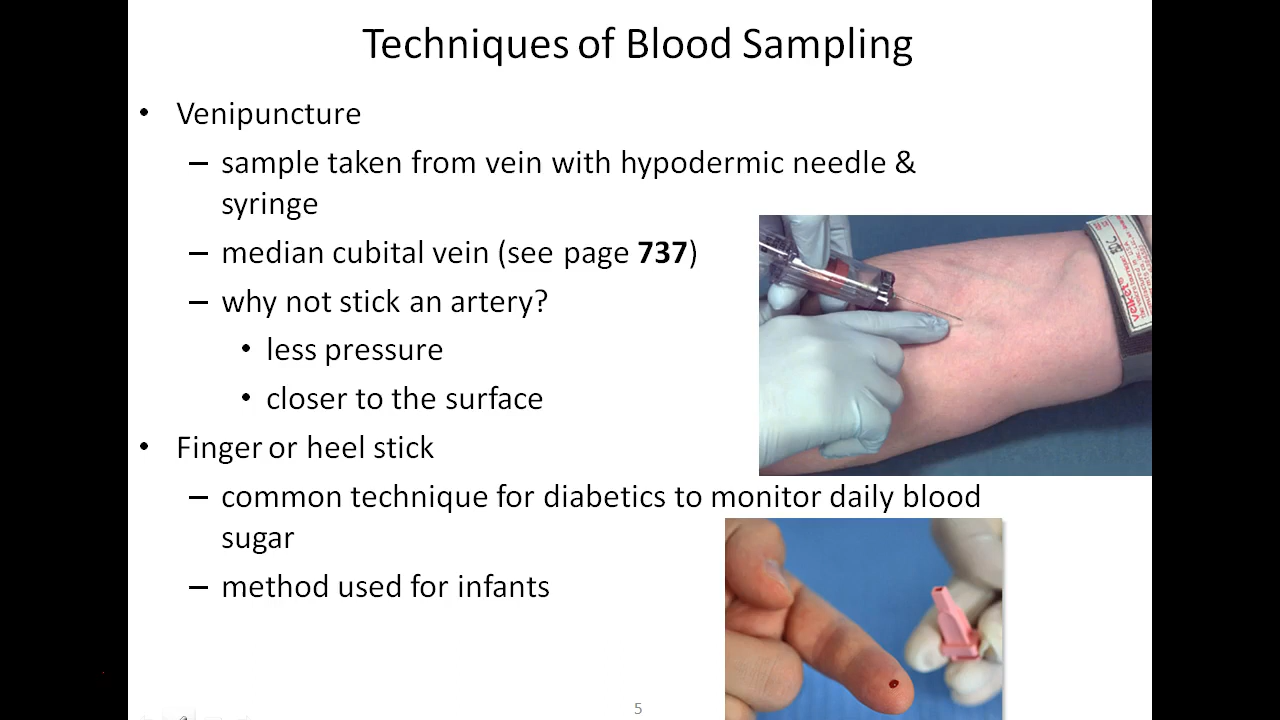 Techniques of Blood Sampling
• Venipuncture
– sample taken from vein with hypodermic needle &
syringe
– median cubital vein (see page 737)
– why not stick an artery?
• less pressure
• closer to the surface
• Finger or heel stick
– common technique for diabetics to monitor daily blood
sugar
– method used for infants
5